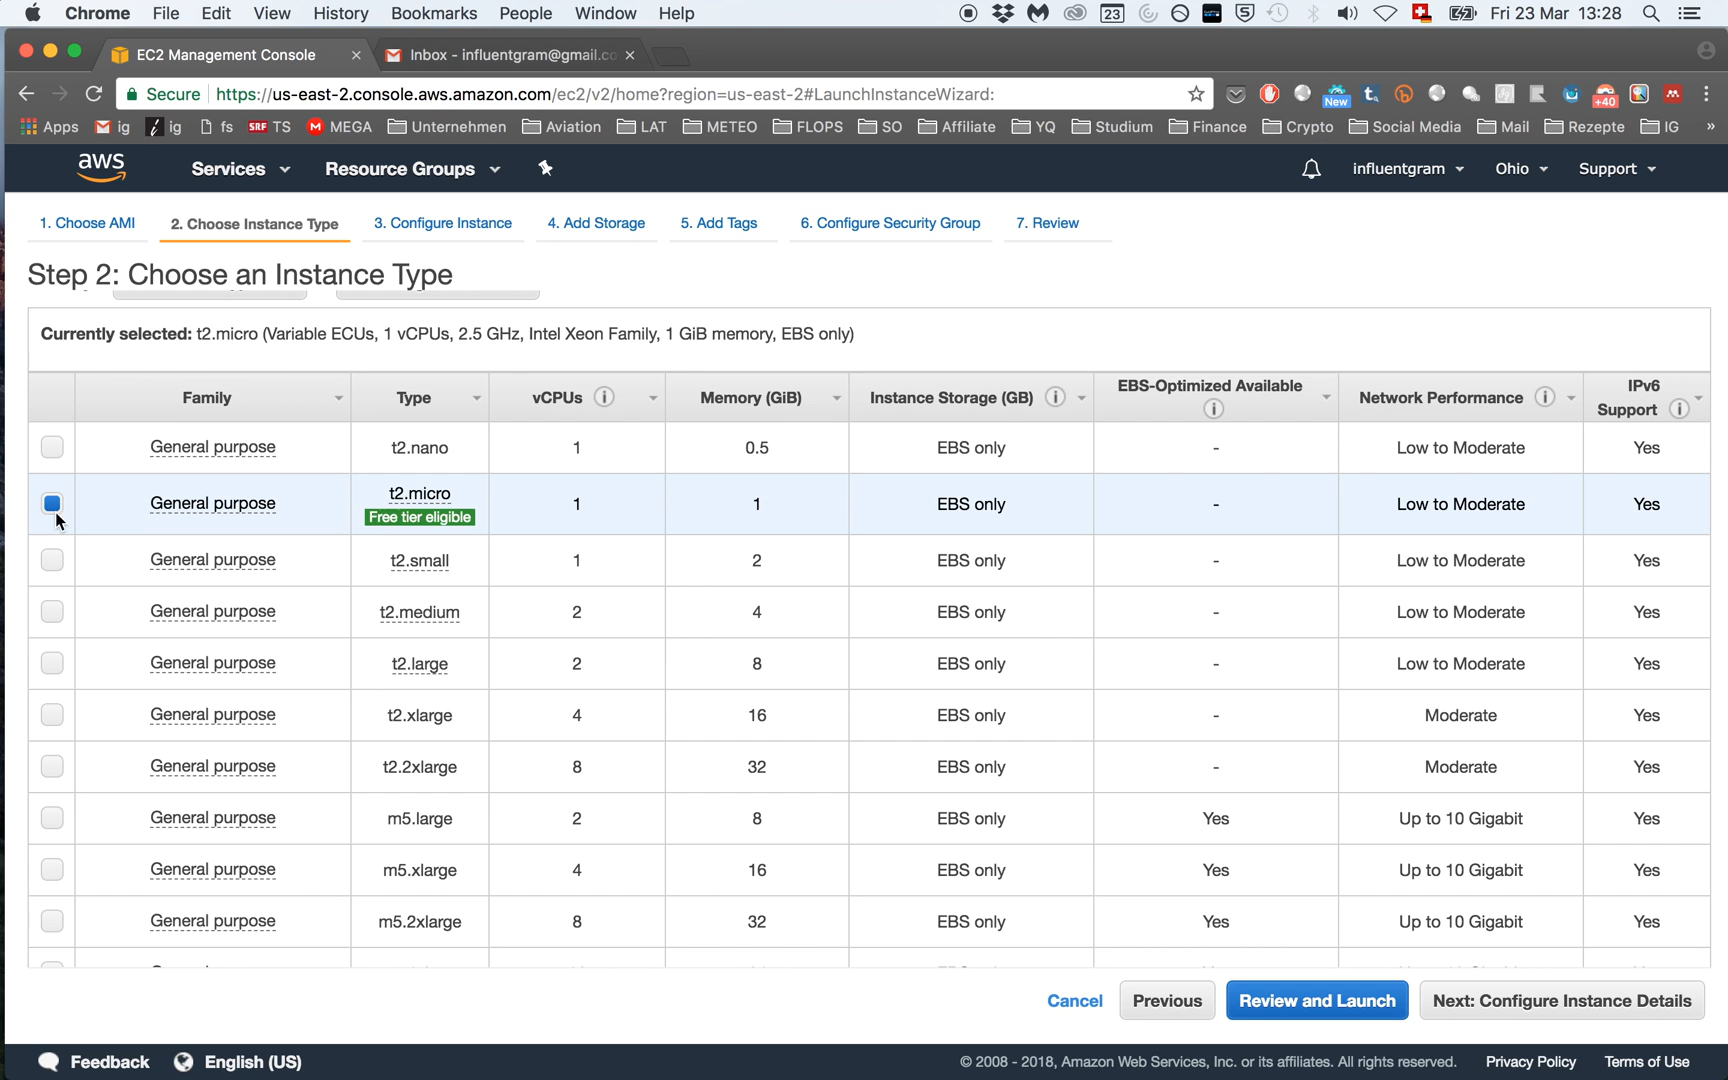 Chrome File Edit View History Bookmarks People Window Help 23 5 Fri 23 Mar 13:28
EC2 Management Console × Inbox - influentgram@gmail.co ×
Secure https://us-east-2.console.aws.amazon.com/ec2/v2/home?region=us-east-2#LaunchInstanceWizard: New t. +40
Apps ig ig fs SRF TS MEGA Unternehmen Aviation LAT METEO FLOPS SO Affiliate YQ Studium Finance Crypto Social Media Mail Rezepte IG »
aws Services Resource Groups influentgram Ohio Support
1. Choose AMI 2. Choose Instance Type 3. Configure Instance 4. Add Storage 5. Add Tags 6. Configure Security Group 7. Review
Step 2: Choose an Instance Type
Currently selected: t2.micro (Variable ECUs, 1 vCPUs, 2.5 GHz, Intel Xeon Family, 1 GiB memory, EBS only)
Family Type vCPUs i Memory (GiB) Instance Storage (GB) i EBS-Optimized Available i Network Performance i IPv6 Support i
General purpose t2.nano 1 0.5 EBS only - Low to Moderate Yes
General purpose t2.micro Free tier eligible 1 1 EBS only - Low to Moderate Yes
General purpose t2.small 1 2 EBS only - Low to Moderate Yes
General purpose t2.medium 2 4 EBS only - Low to Moderate Yes
General purpose t2.large 2 8 EBS only - Low to Moderate Yes
General purpose t2.xlarge 4 16 EBS only - Moderate Yes
General purpose t2.2xlarge 8 32 EBS only - Moderate Yes
General purpose m5.large 2 8 EBS only Yes Up to 10 Gigabit Yes
General purpose m5.xlarge 4 16 EBS only Yes Up to 10 Gigabit Yes
General purpose m5.2xlarge 8 32 EBS only Yes Up to 10 Gigabit Yes
Cancel Previous Review and Launch Next: Configure Instance Details
Feedback English (US) © 2008 - 2018, Amazon Web Services, Inc. or its affiliates. All rights reserved. Privacy Policy Terms of Use